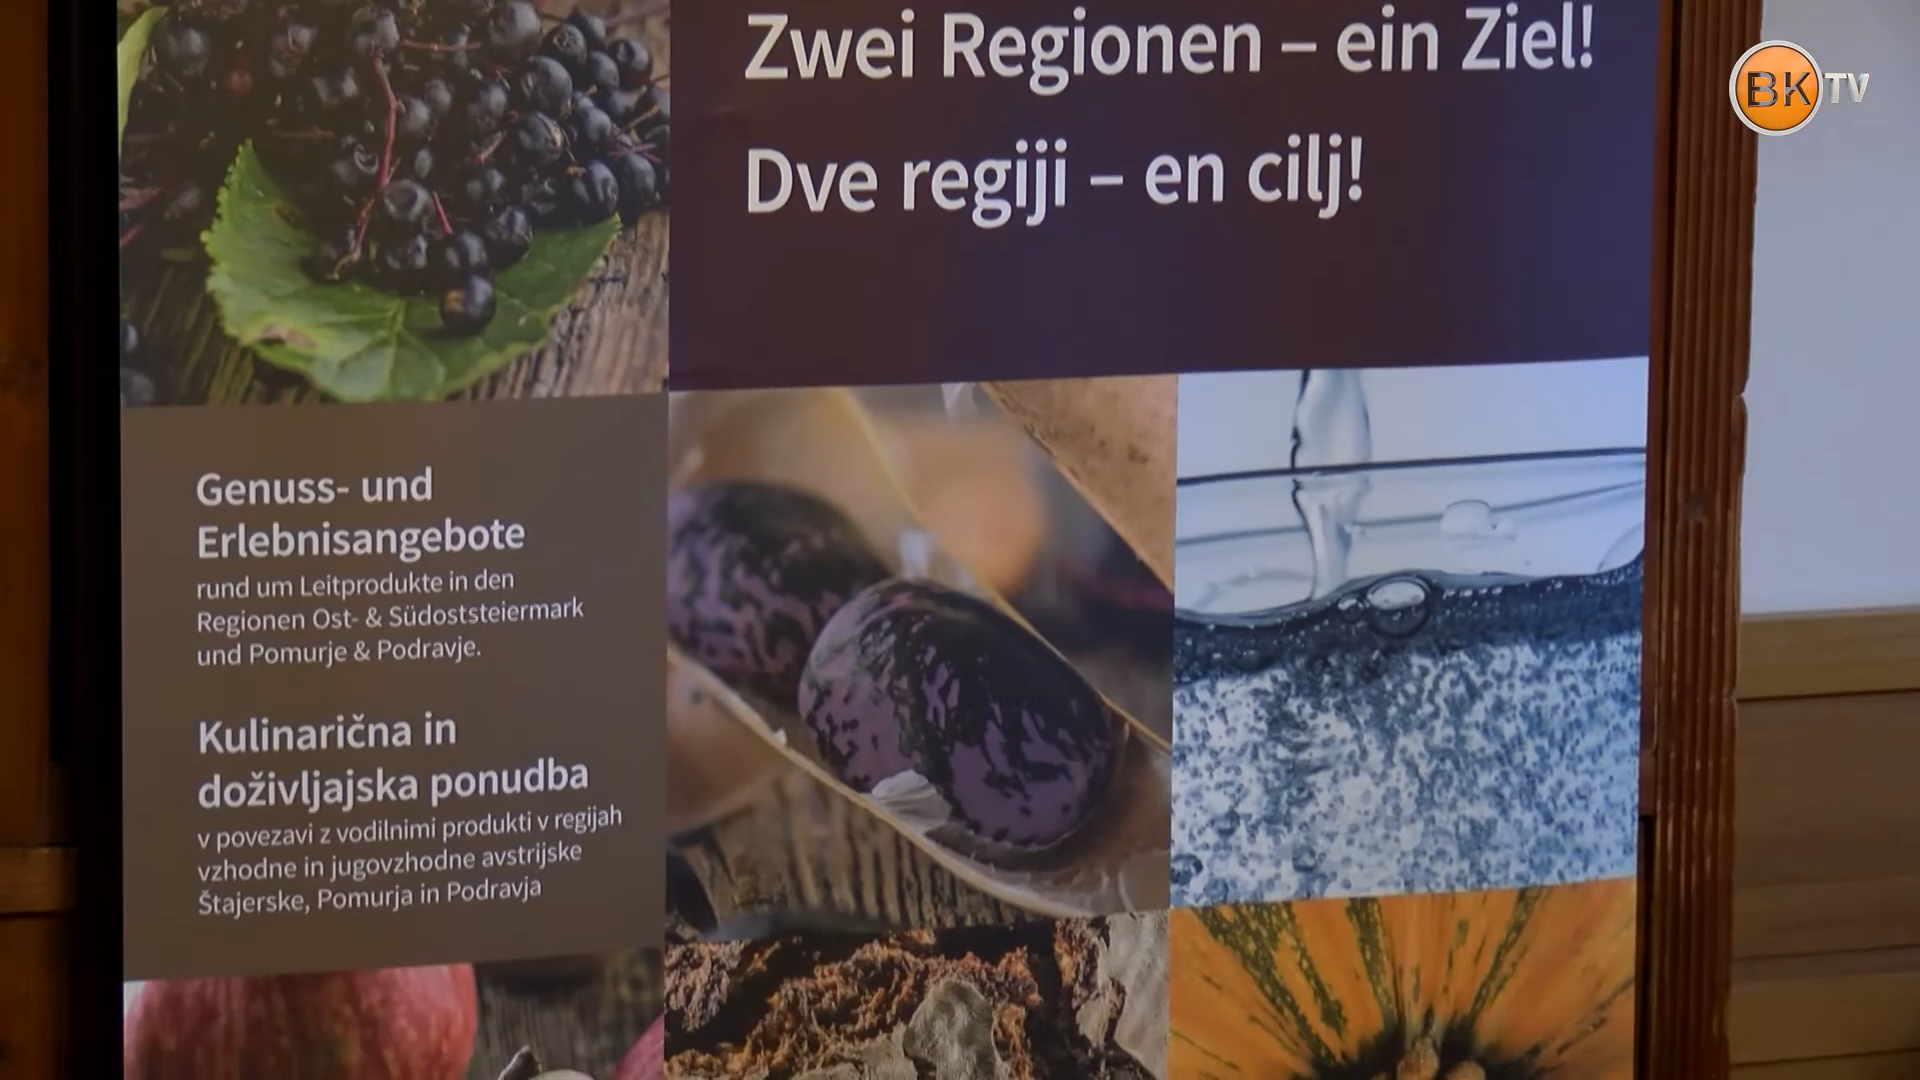 Zwei Regionen – ein Ziel!
Dve regiji – en cilj!
BK TV
Genuss- und
Erlebnisangebote
rund um Leitprodukte in den
Regionen Ost- & Südoststeiermark
und Pomurje & Podravje.
Kulinarična in
doživljajska ponudba
v povezavi z vodilnimi produkti v regijah
vzhodne in jugovzhodne avstrijske
Štajerske, Pomurja in Podravja